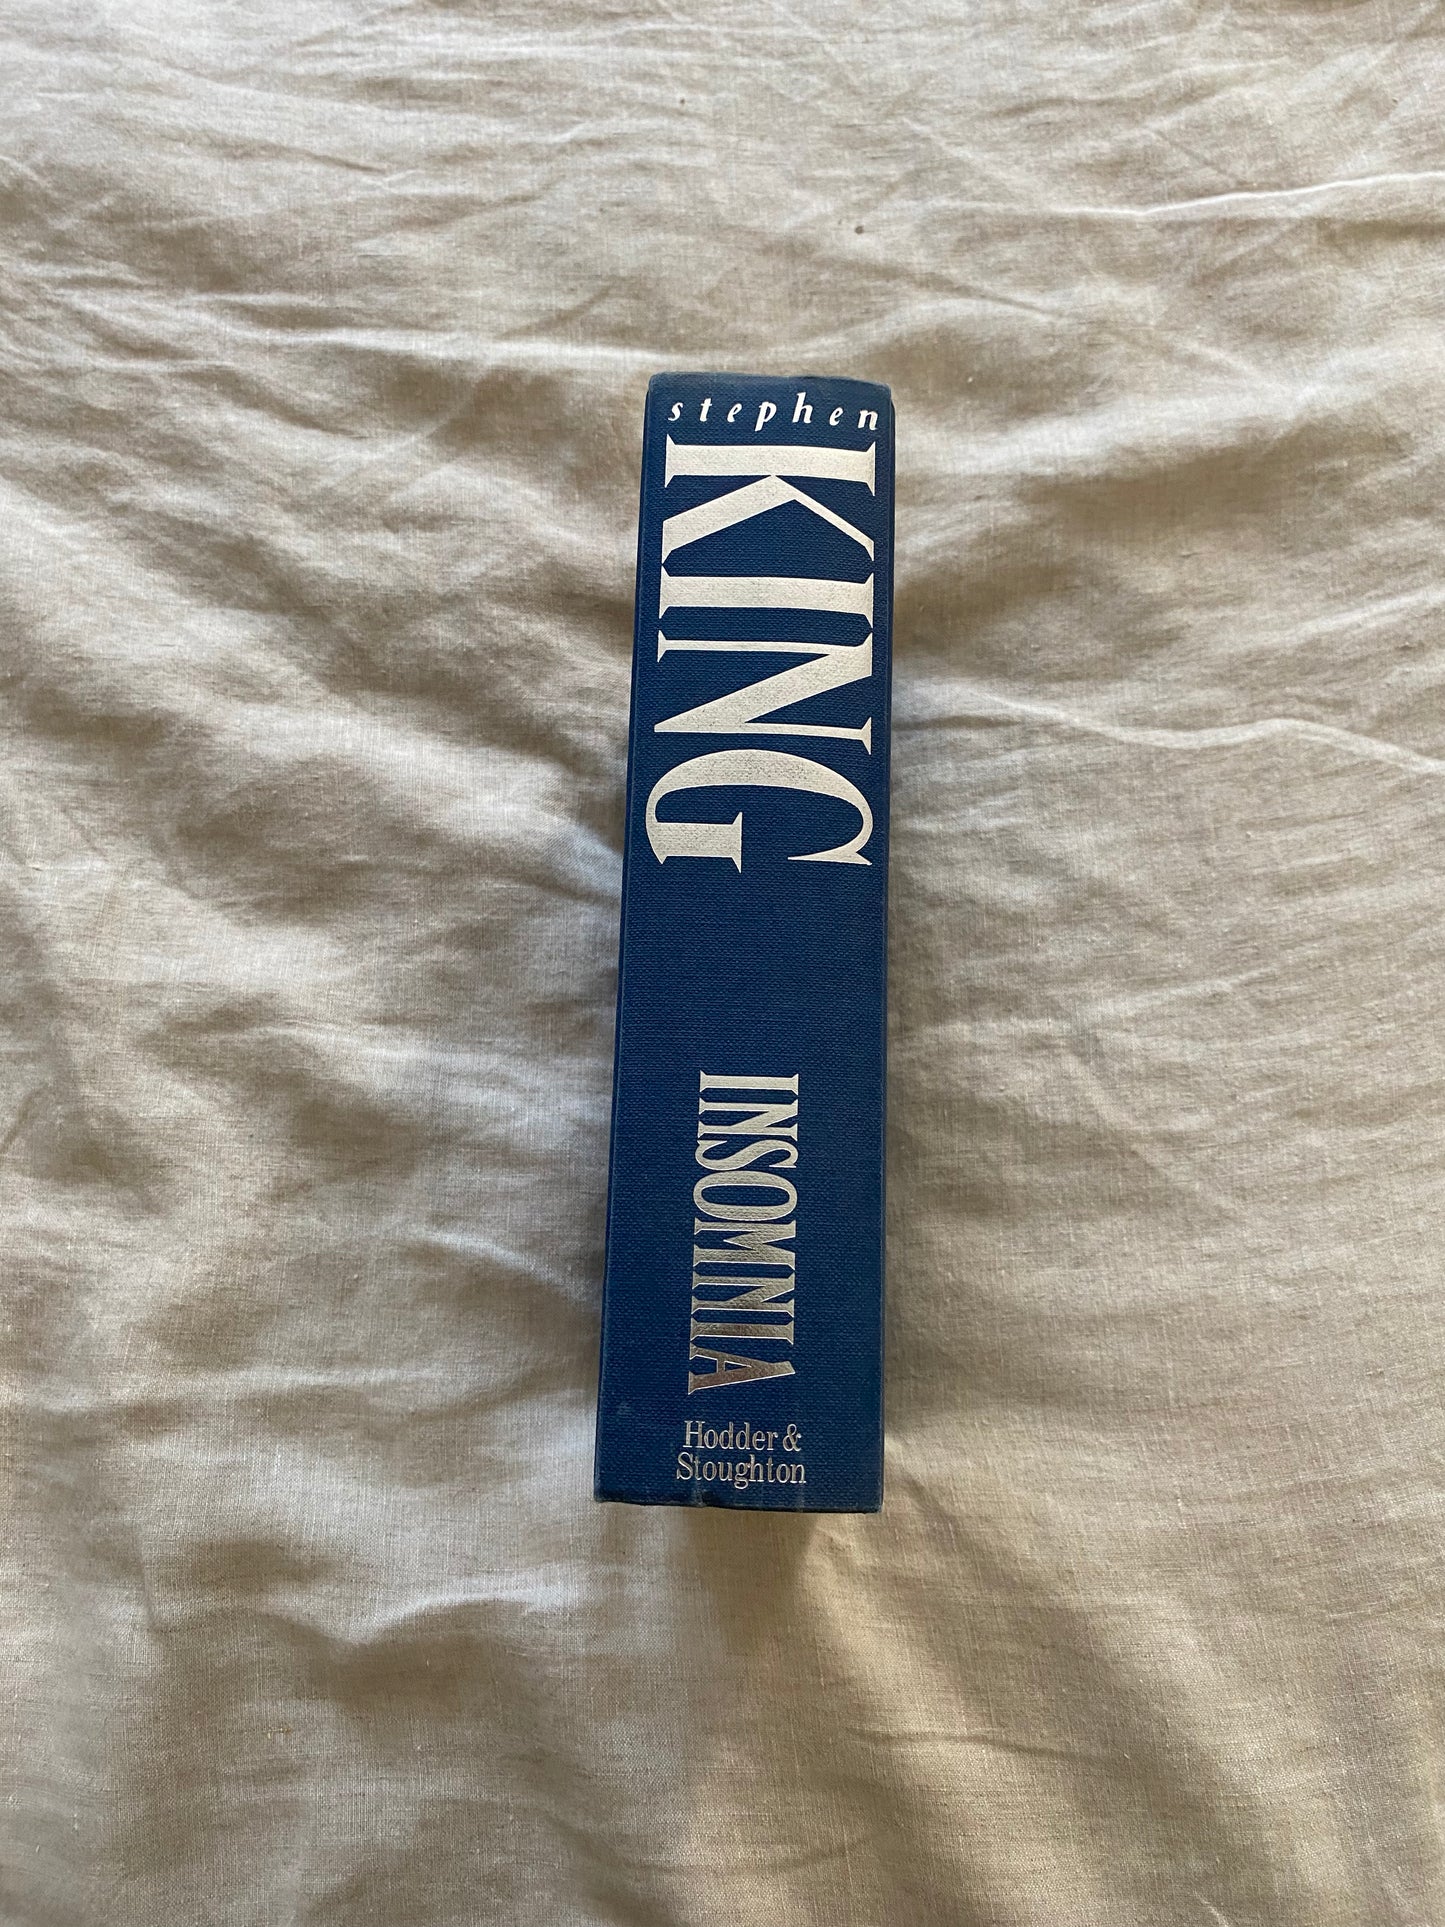 stephen
KING
INSOMNIA
Hodder &
Stoughton